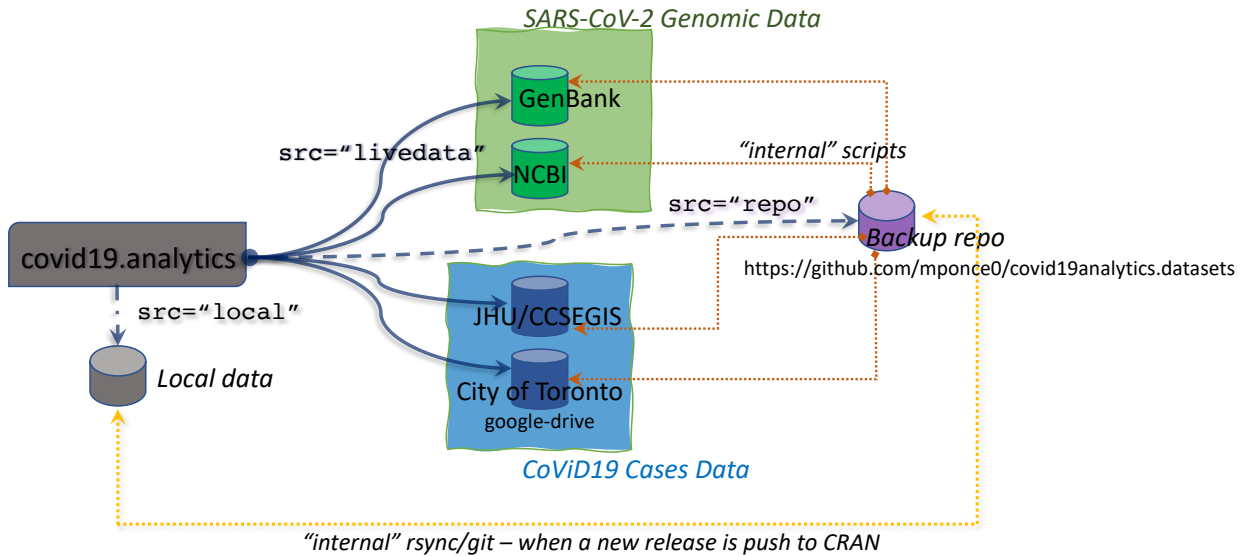 SARS-CoV-2 Genomic Data
GenBank
src=“livedata”
“internal” scripts
NCBI
src=“repo”
covid19.analytics
Backup repo
https://github.com/mponce0/covid19analytics.datasets
src=“local”
JHU/CCSEGIS
Local data
City of Toronto
google-drive
CoViD19 Cases Data
“internal” rsync/git – when a new release is push to CRAN